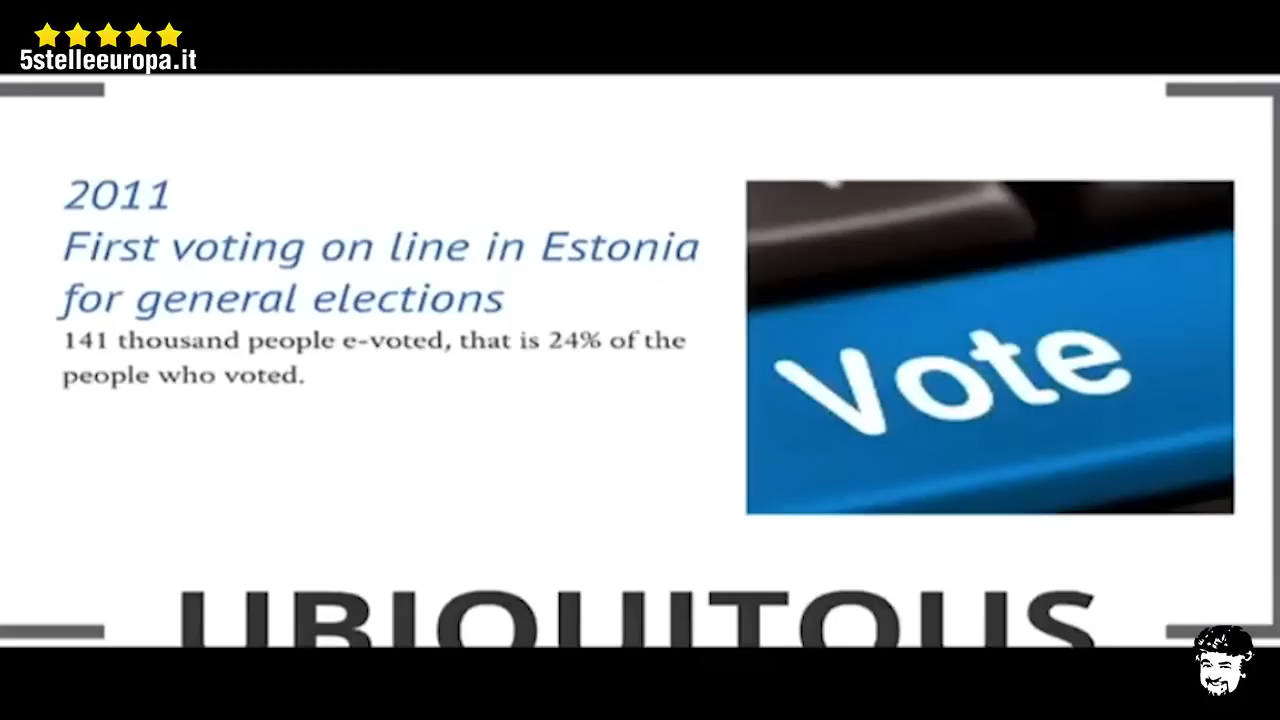 5stelleeuropa.it
2011
First voting on line in Estonia
for general elections
141 thousand people e-voted, that is 24% of the
people who voted.
Vote
UBIQUITOUS